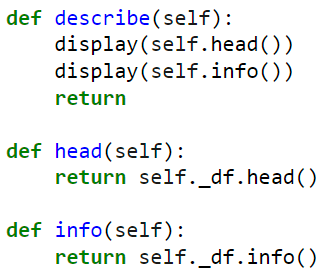 def describe(self):
    display(self.head())
    display(self.info())
    return
def head(self):
    return self._df.head()
def info(self):
    return self._df.info()